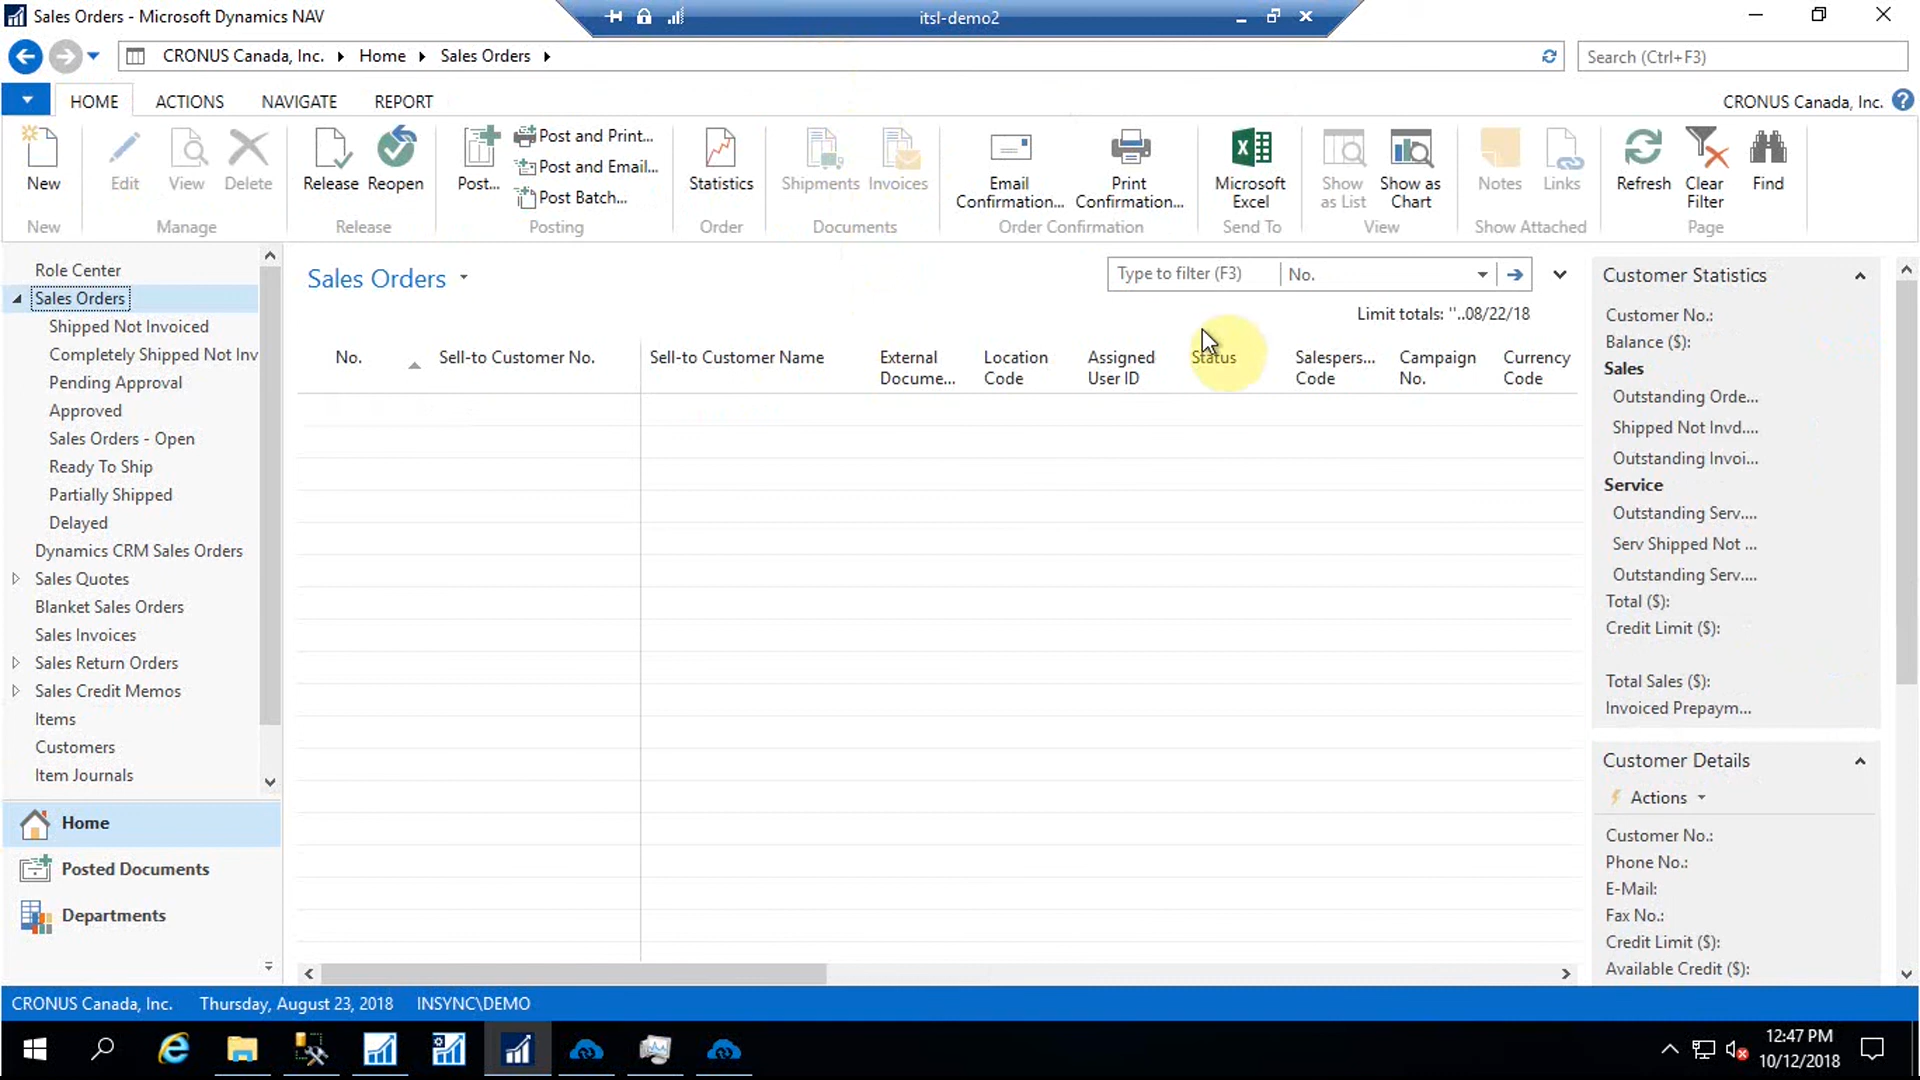 Sales Orders - Microsoft Dynamics NAV
itsl-demo2
CRONUS Canada, Inc. Home Sales Orders
Search (Ctrl+F3)
HOME ACTIONS NAVIGATE REPORT
CRONUS Canada, Inc.
New
Edit
View
Delete
Release
Reopen
Post...
Post and Print...
Post and Email...
Post Batch...
Statistics
Shipments
Invoices
Email Confirmation...
Print Confirmation...
Microsoft Excel
Show as List
Show as Chart
Notes
Links
Refresh
Clear Filter
Find
New
Manage
Release
Posting
Order
Documents
Order Confirmation
Send To
View
Show Attached
Page
Role Center
Sales Orders
Shipped Not Invoiced
Completely Shipped Not Inv
Pending Approval
Approved
Sales Orders - Open
Ready To Ship
Partially Shipped
Delayed
Dynamics CRM Sales Orders
Sales Quotes
Blanket Sales Orders
Sales Invoices
Sales Return Orders
Sales Credit Memos
Items
Customers
Item Journals
Home
Posted Documents
Departments
Sales Orders
Type to filter (F3)
No.
Limit totals: ''..08/22/18
No.
Sell-to Customer No.
Sell-to Customer Name
External Docume...
Location Code
Assigned User ID
Status
Salespers... Code
Campaign No.
Currency Code
Customer Statistics
Customer No.:
Balance ($):
Sales
Outstanding Orde...
Shipped Not Invd....
Outstanding Invoi...
Service
Outstanding Serv....
Serv Shipped Not ...
Outstanding Serv....
Total ($):
Credit Limit ($):
Total Sales ($):
Invoiced Prepaym...
Customer Details
Actions
Customer No.:
Phone No.:
E-Mail:
Fax No.:
Credit Limit ($):
Available Credit ($):
CRONUS Canada, Inc. Thursday, August 23, 2018 INSYNC\DEMO
12:47 PM
10/12/2018